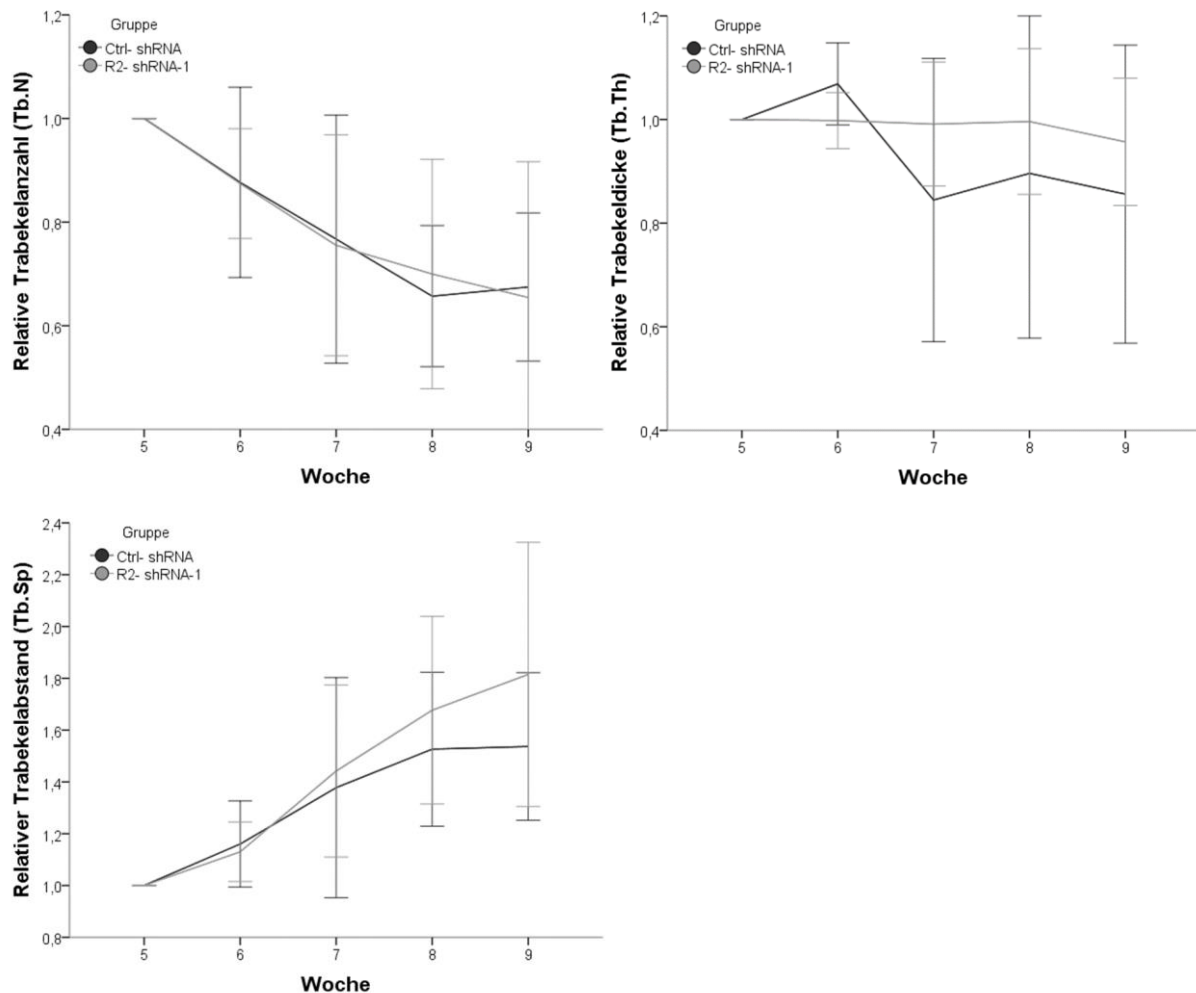 Gruppe
Ctrl- shRNA
R2- shRNA-1
Relative Trabekelanzahl (Tb.N)
1,2
1,0
0,8
0,6
0,4
5 6 7 8 9
Woche
Gruppe
Ctrl- shRNA
R2- shRNA-1
Relative Trabekeldicke (Tb.Th)
1,2
1,0
0,8
0,6
0,4
5 6 7 8 9
Woche
Gruppe
Ctrl- shRNA
R2- shRNA-1
Relativer Trabekelabstand (Tb.Sp)
2,4
2,2
2,0
1,8
1,6
1,4
1,2
1,0
0,8
5 6 7 8 9
Woche